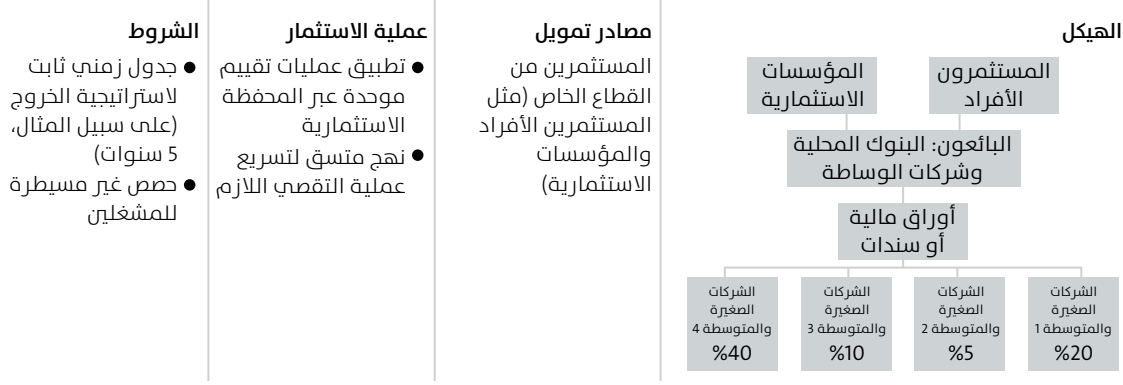 الهيكل
المستثمرون
الأفراد
المؤسسات
الاستثمارية
البائعون: البنوك المحلية
وشركات الوساطة
أوراق مالية
أو سندات
الشركات
الصغيرة
والمتوسطة 1
%20
الشركات
الصغيرة
والمتوسطة 2
%5
الشركات
الصغيرة
والمتوسطة 3
%10
الشركات
الصغيرة
والمتوسطة 4
%40
مصادر تمويل
المستثمرين من
القطاع الخاص (مثل
المستثمرين الأفراد
والمؤسسات
الاستثمارية)
عملية الاستثمار
● تطبيق عمليات تقييم
موحدة عبر المحفظة
الاستثمارية
● نهج متسق لتسريع
عملية التقصي اللازم
الشروط
● جدول زمني ثابت
لاستراتيجية الخروج
(على سبيل المثال،
5 سنوات)
● حصص غير مسيطرة
للمشغلين